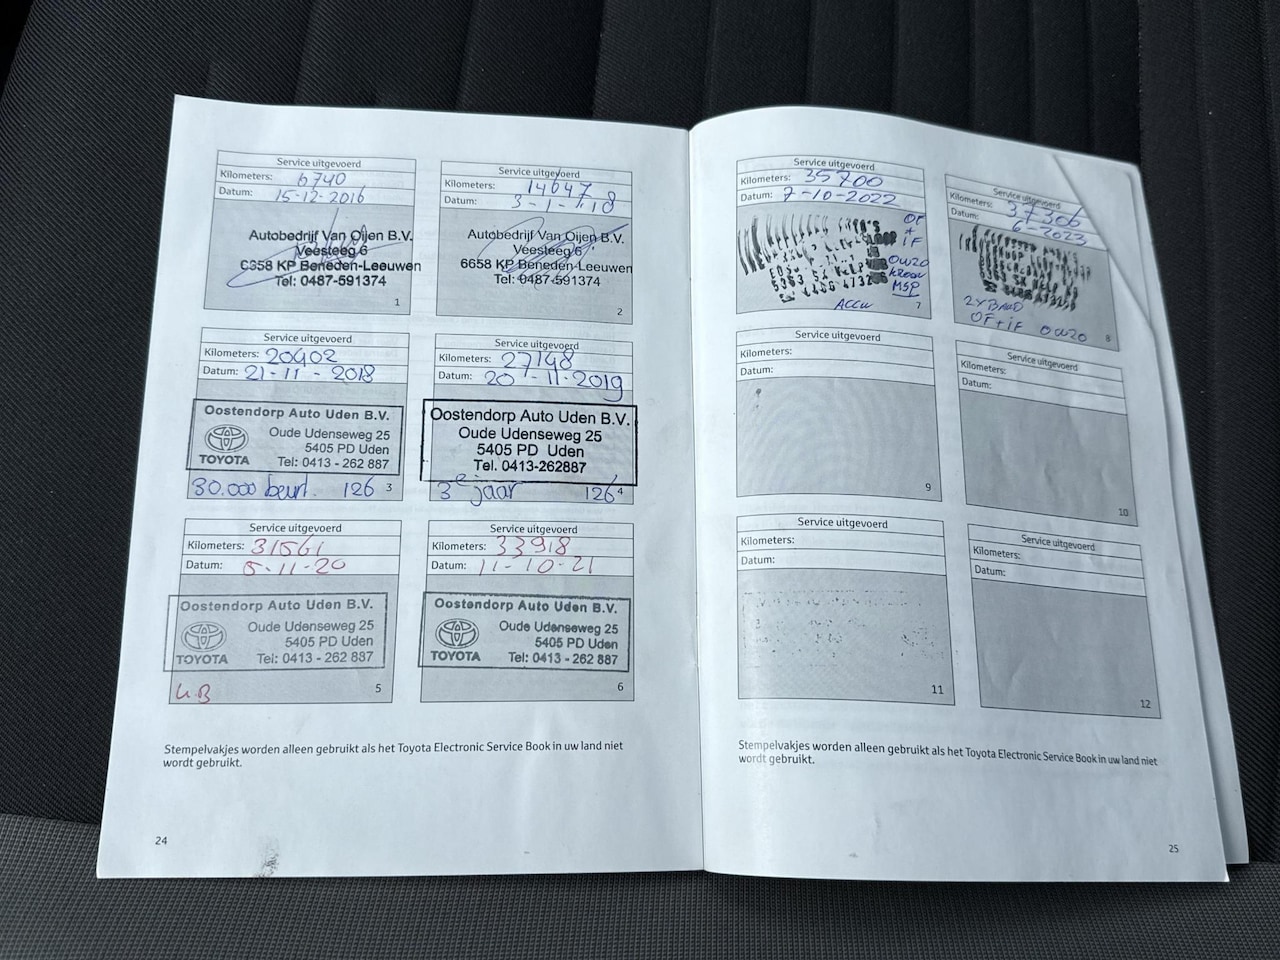 Service uitgevoerd
Kilometers: 6740
Datum: 15-12-2016
Autobedrijf Van Oijen B.V.
Veesteeg 6
6658 KP Beneden-Leeuwen
Tel: 0487-591374
1
Service uitgevoerd
Kilometers: 14647
Datum: 3-1-18
Autobedrijf Van Oijen B.V.
Veesteeg 6
6658 KP Beneden-Leeuwen
Tel: 0487-591374
2
Service uitgevoerd
Kilometers: 20402
Datum: 21-11-2018
Oostendorp Auto Uden B.V.
Oude Udenseweg 25
5405 PD Uden
TOYOTA Tel: 0413 - 262 887
30.000 beurt. 126 3
Service uitgevoerd
Kilometers: 27148
Datum: 20-11-2019
Oostendorp Auto Uden B.V.
Oude Udenseweg 25
5405 PD Uden
Tel. 0413-262887
3e jaar 126 4
Service uitgevoerd
Kilometers: 31561
Datum: 5-11-20
Oostendorp Auto Uden B.V.
Oude Udenseweg 25
5405 PD Uden
TOYOTA Tel: 0413 - 262 887
5
Service uitgevoerd
Kilometers: 33918
Datum: 11-10-21
Oostendorp Auto Uden B.V.
Oude Udenseweg 25
5405 PD Uden
TOYOTA Tel: 0413 - 262 887
6
Stempelvakjes worden alleen gebruikt als het Toyota Electronic Service Book in uw land niet
wordt gebruikt.
24
Service uitgevoerd
Kilometers: 35700
Datum: 7-10-2022
OF
+
IF
0W20
kroon
MSP
ACCU
7
Service uitgevoerd
Kilometers: 37306
Datum: 6-2023
OF+IF 0W20
8
Service uitgevoerd
Kilometers:
Datum:
9
Service uitgevoerd
Kilometers:
Datum:
10
Service uitgevoerd
Kilometers:
Datum:
11
Service uitgevoerd
Kilometers:
Datum:
12
Stempelvakjes worden alleen gebruikt als het Toyota Electronic Service Book in uw land niet
wordt gebruikt.
25